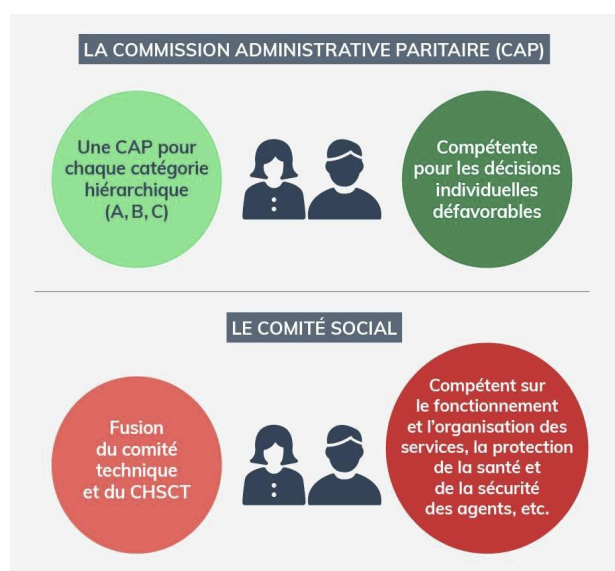 LA COMMISSION ADMINISTRATIVE PARITAIRE (CAP)
Une CAP pour
chaque catégorie
hiérarchique
(A, B, C)
Compétente
pour les décisions
individuelles
défavorables
LE COMITÉ SOCIAL
Fusion
du comité
technique
et du CHSCT
Compétent sur
le fonctionnement
et l'organisation des
services, la protection
de la santé et
de la sécurité
des agents, etc.